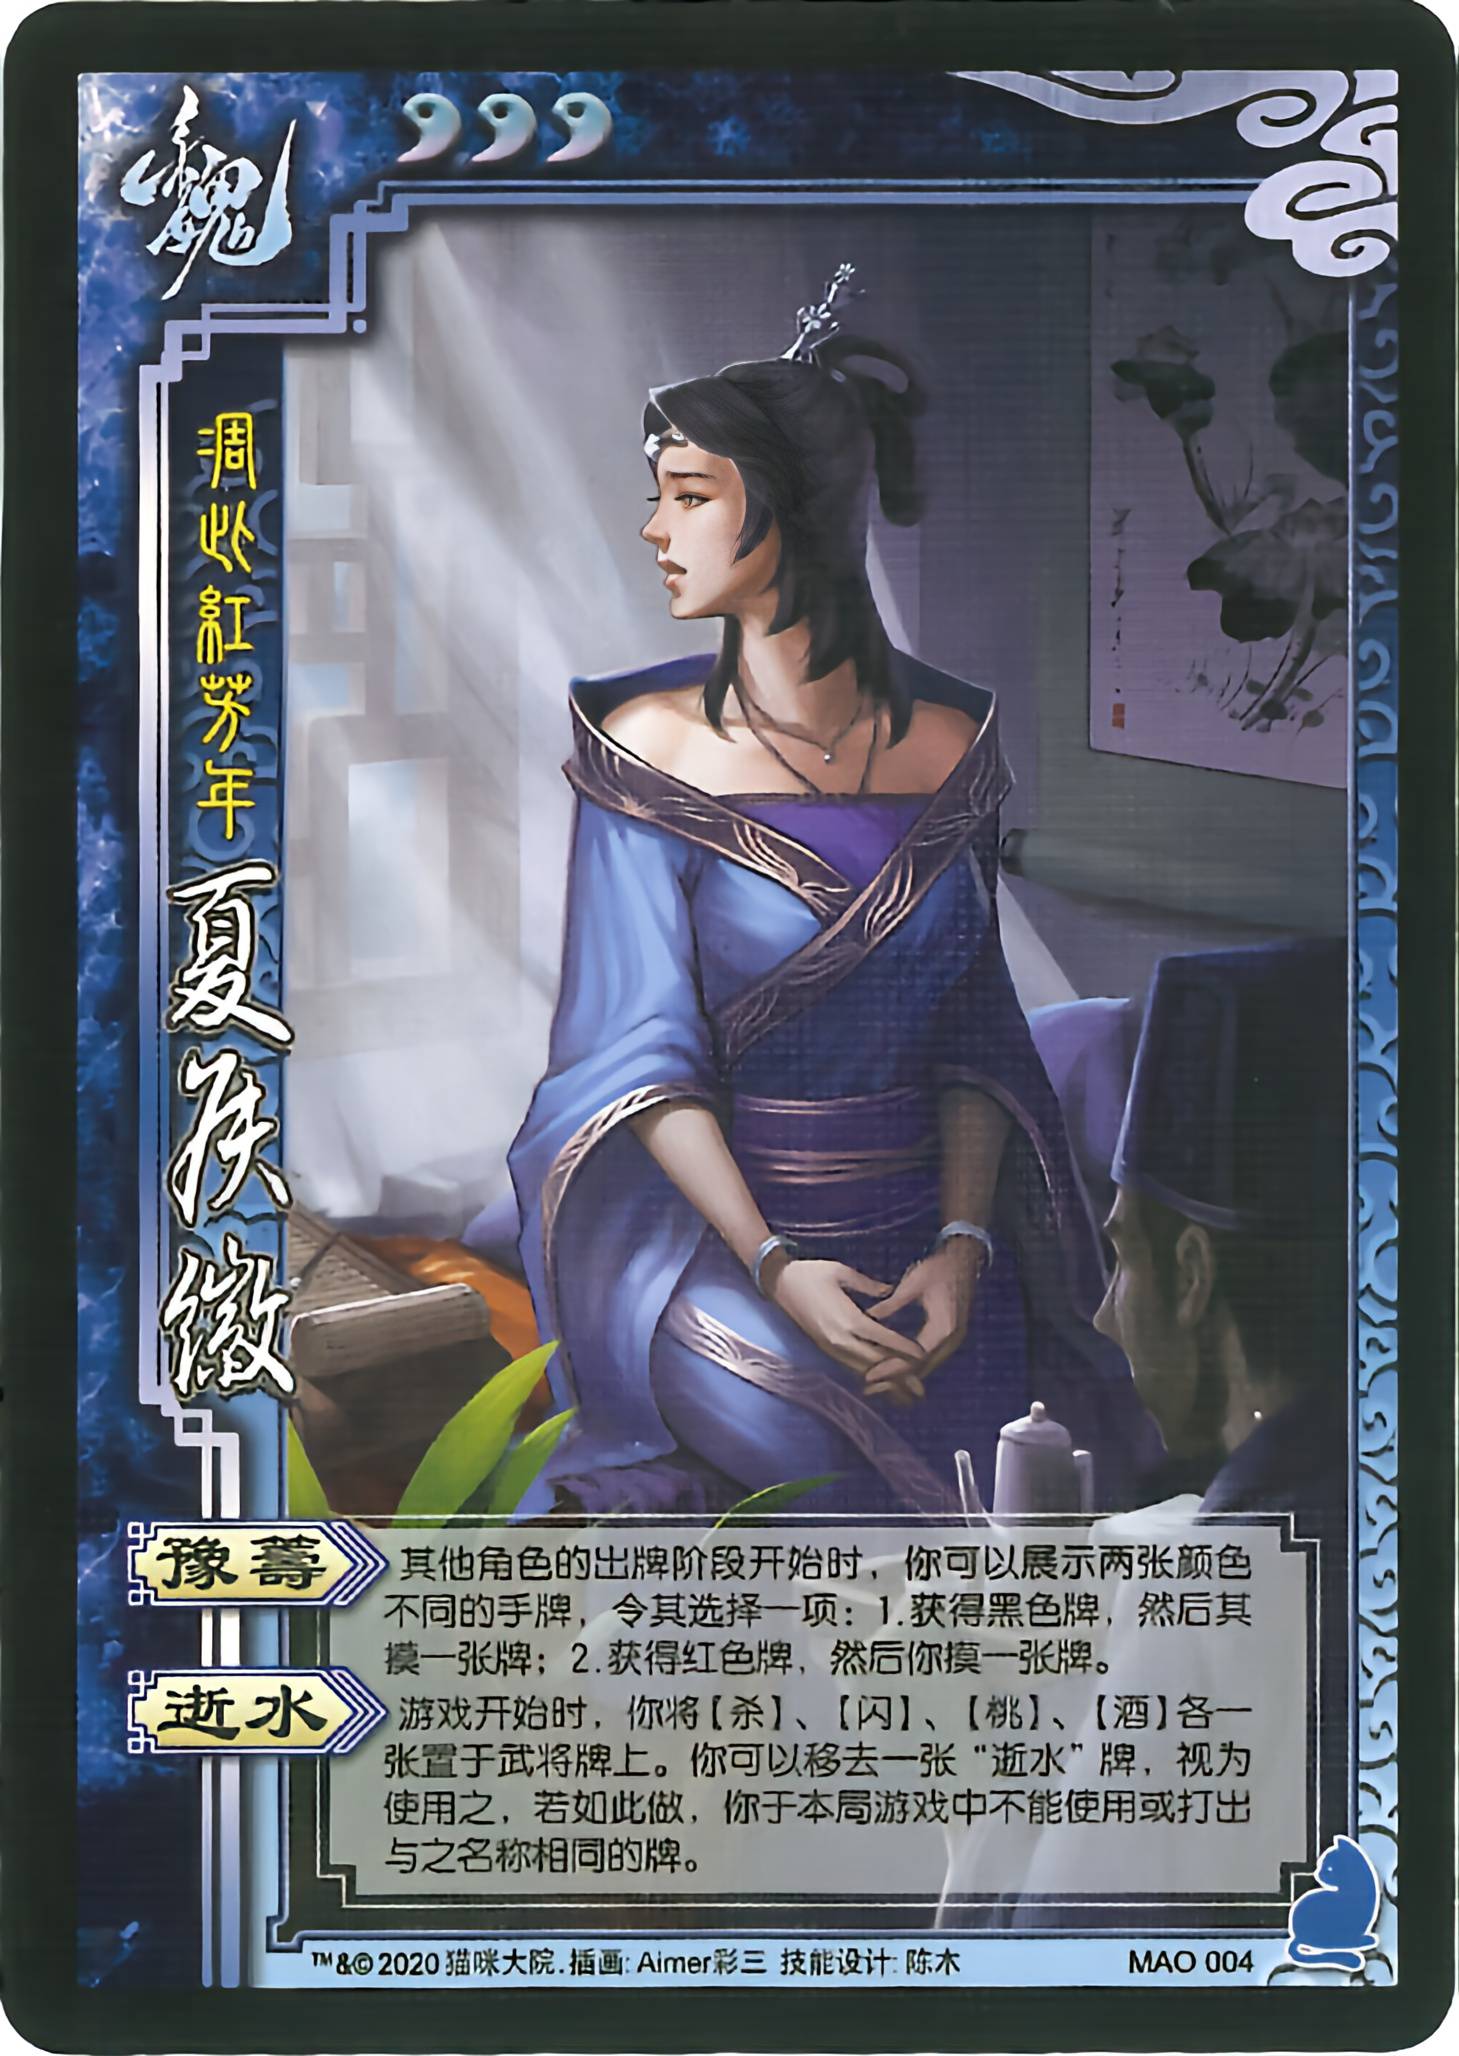 魏
凋此紅芳年
夏侯徽
豫蓍
其他角色的出牌阶段开始时，你可以展示两张颜色
不同的手牌，令其选择一项：1.获得黑色牌，然后其
摸一张牌；2.获得红色牌，然后你摸一张牌。
逝水
游戏开始时，你将【杀】、【闪】、【桃】、【酒】各一
张置于武将牌上。你可以移去一张“逝水”牌，视为
使用之，若如此做，你于本局游戏中不能使用或打出
与之名称相同的牌。
™&© 2020 猫咪大院.插画: Aimer彩三 技能设计: 陈木
MAO 004